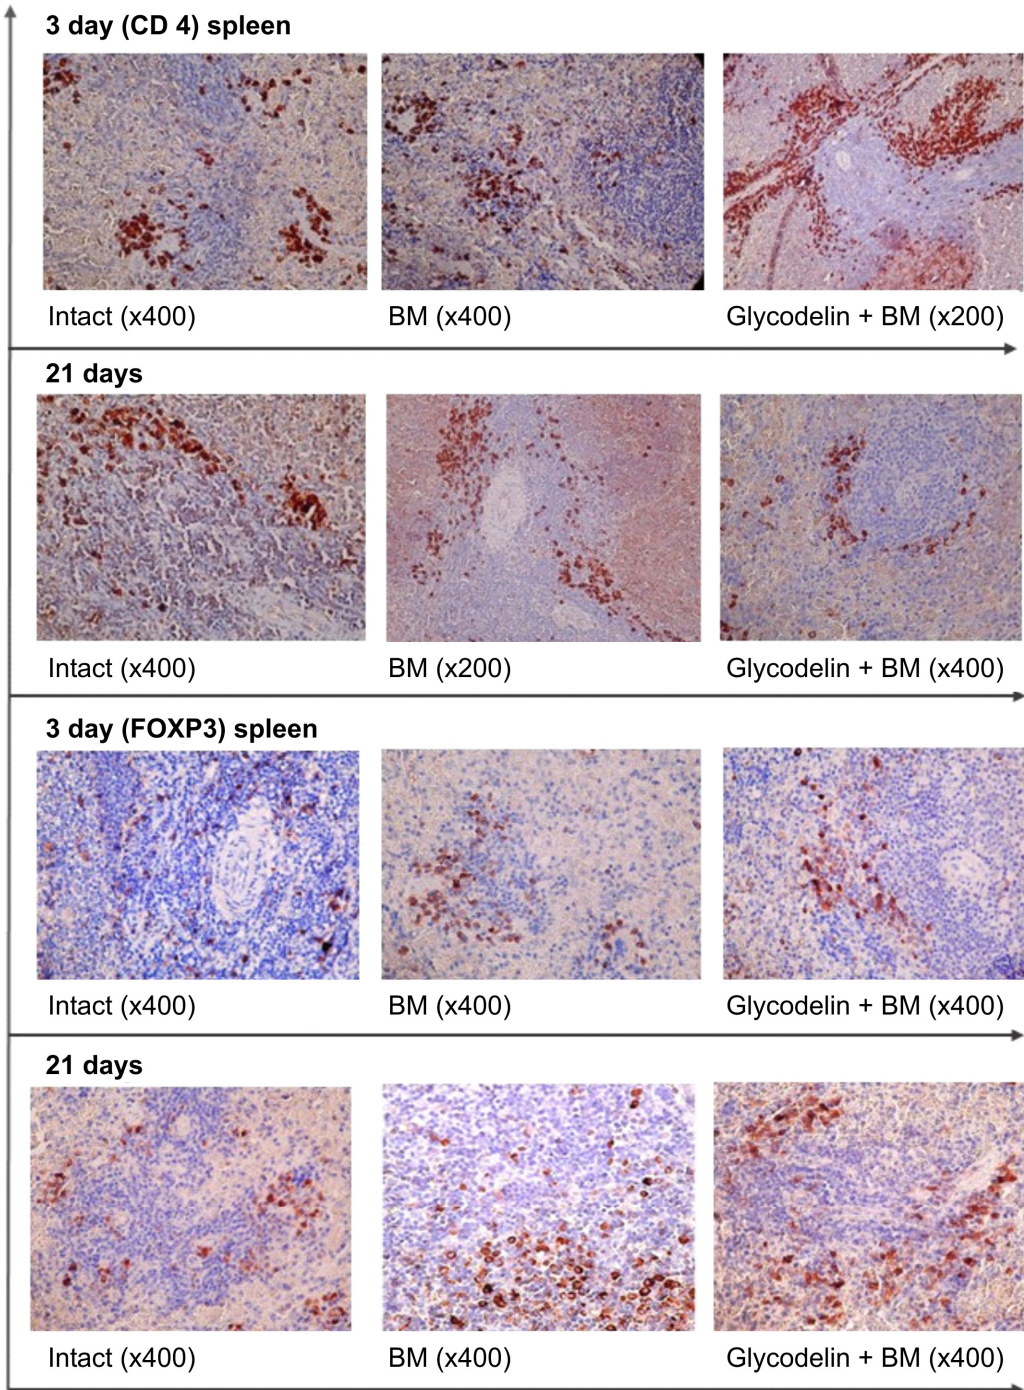 3 day (CD 4) spleen
Intact (x400)
BM (x400)
Glycodelin + BM (x200)
21 days
Intact (x400)
BM (x200)
Glycodelin + BM (x400)
3 day (FOXP3) spleen
Intact (x400)
BM (x400)
Glycodelin + BM (x400)
21 days
Intact (x400)
BM (x400)
Glycodelin + BM (x400)